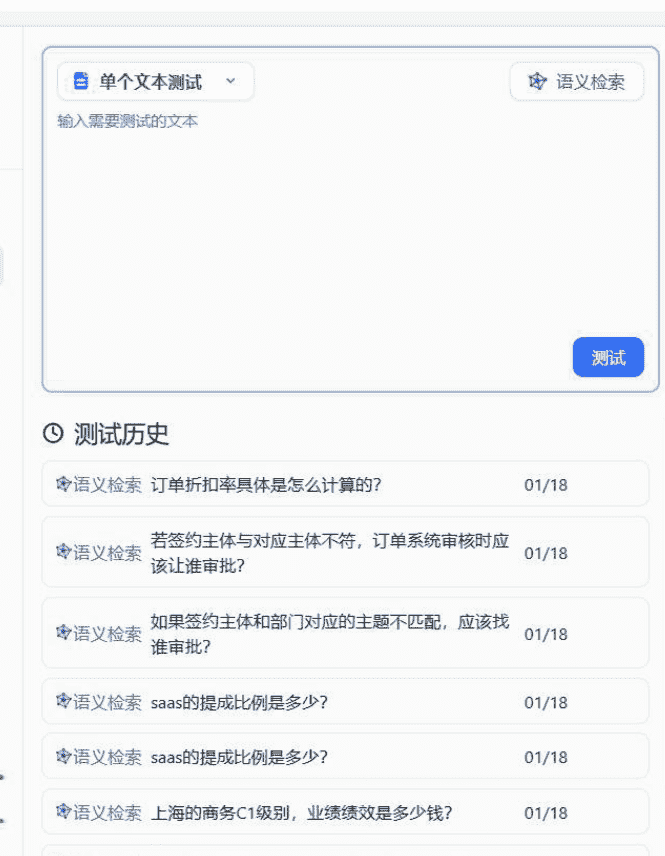 单个文本测试
语义检索
输入需要测试的文本
测试
测试历史
语义检索 订单折扣率具体是怎么计算的? 01/18
若签约主体与对应主体不符，订单系统审核时应
语义检索 01/18
该让谁审批?
如果签约主体和部门对应的主题不匹配，应该找
语义检索 01/18
谁审批?
语义检索 saas的提成比例是多少? 01/18
语义检索 saas的提成比例是多少? 01/18
语义检索 上海的商务C1级别，业绩绩效是多少钱? 01/18